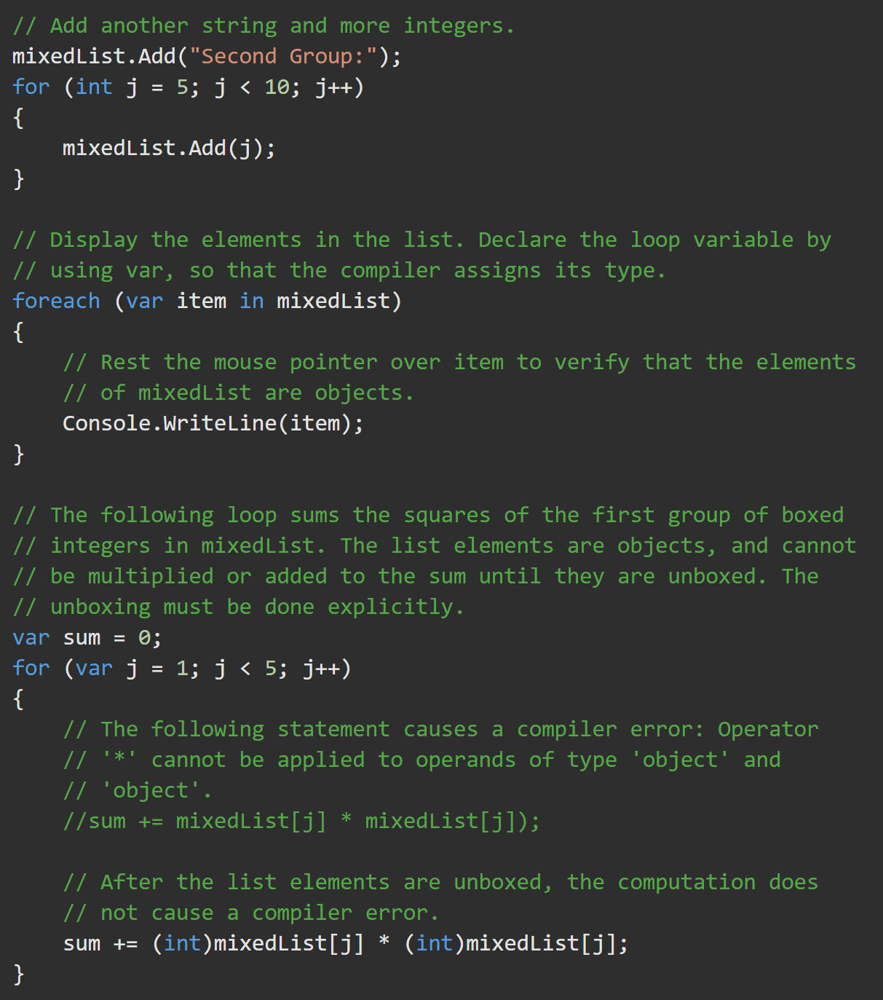 // Add another string and more integers.
mixedList.Add("Second Group:");
for (int j = 5; j < 10; j++)
{
    mixedList.Add(j);
}

// Display the elements in the list. Declare the loop variable by
// using var, so that the compiler assigns its type.
foreach (var item in mixedList)
{
    // Rest the mouse pointer over item to verify that the elements
    // of mixedList are objects.
    Console.WriteLine(item);
}

// The following loop sums the squares of the first group of boxed
// integers in mixedList. The list elements are objects, and cannot
// be multiplied or added to the sum until they are unboxed. The
// unboxing must be done explicitly.
var sum = 0;
for (var j = 1; j < 5; j++)
{
    // The following statement causes a compiler error: Operator
    // '*' cannot be applied to operands of type 'object' and
    // 'object'.
    //sum += mixedList[j] * mixedList[j]);

    // After the list elements are unboxed, the computation does
    // not cause a compiler error.
    sum += (int)mixedList[j] * (int)mixedList[j];
}